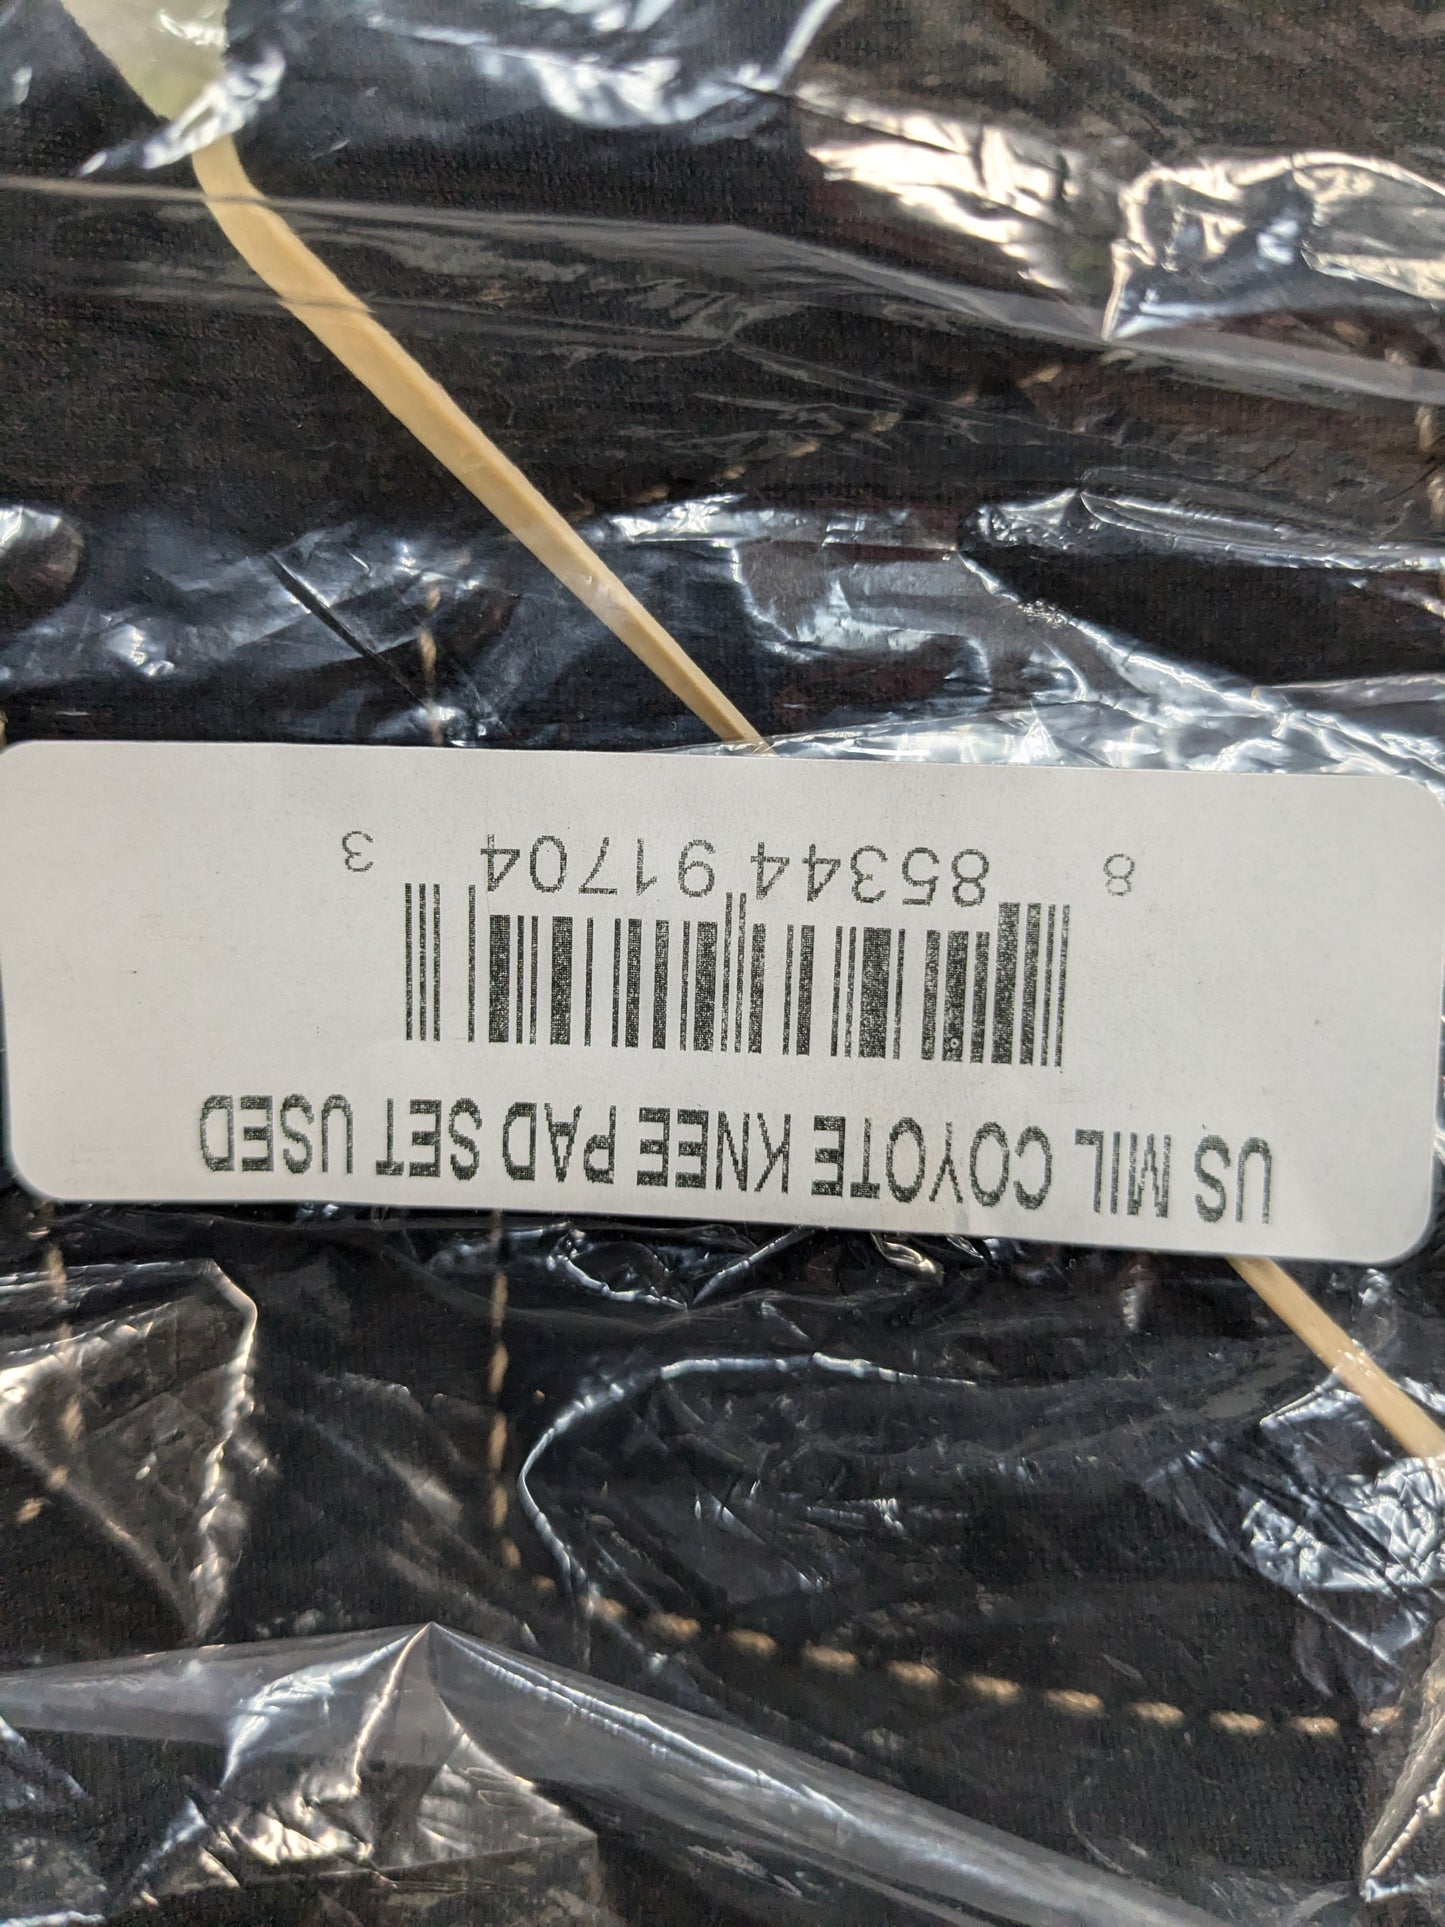 US MIL COYOTE KNEE PAD SET USED
8 85344 91704 3